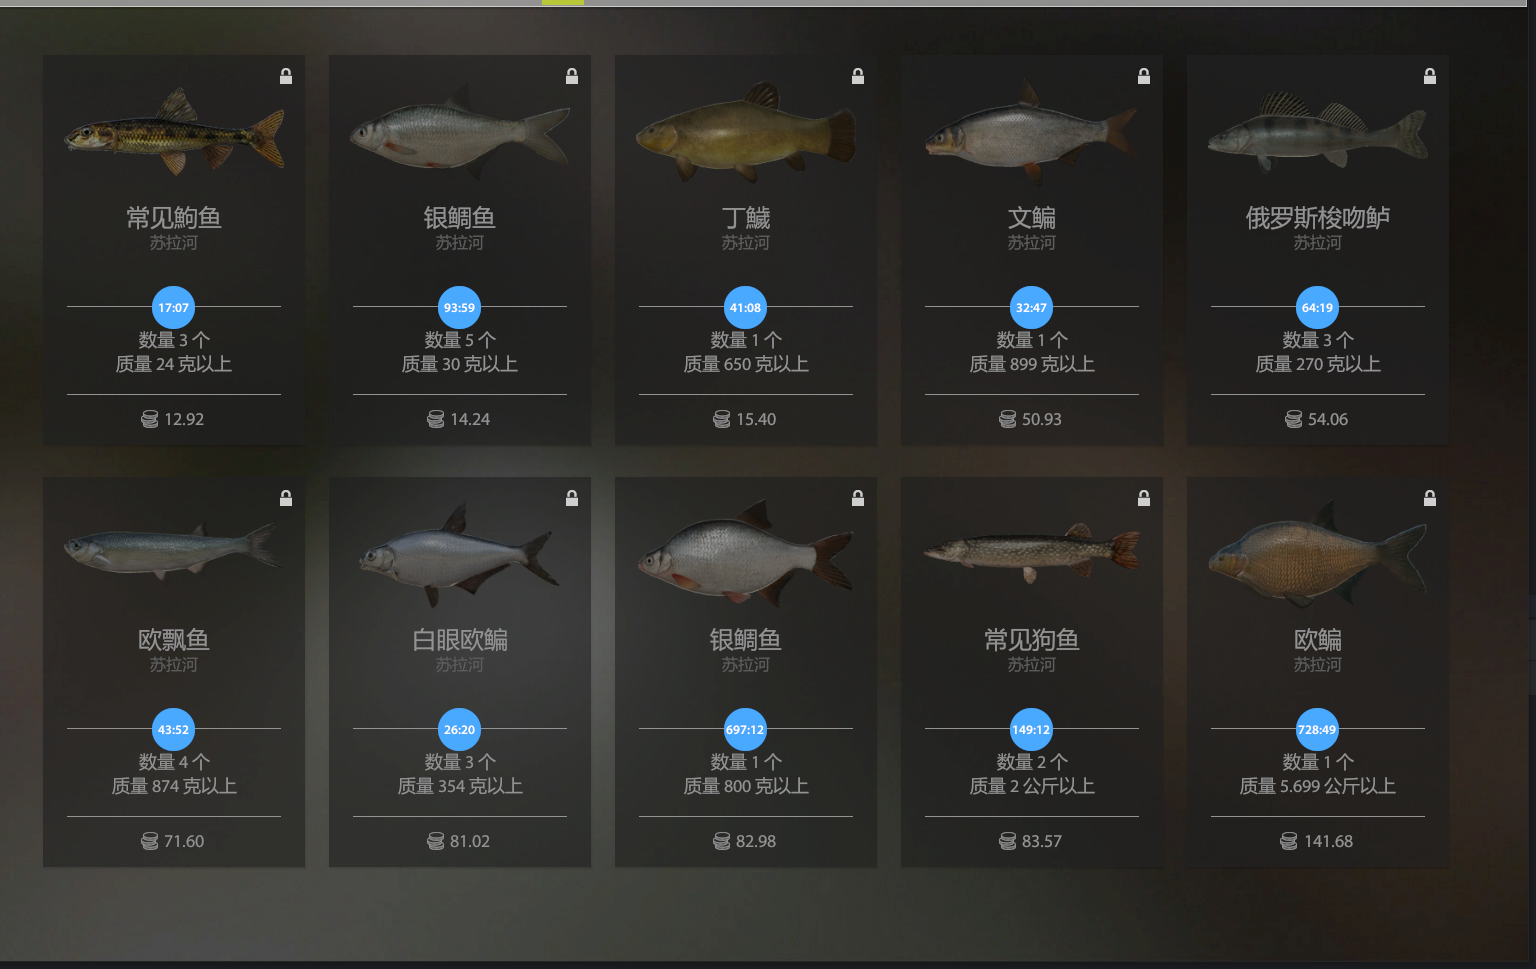 常见鮈鱼
苏拉河
17:07
数量 3 个
质量 24 克以上
12.92
银鲷鱼
苏拉河
93:59
数量 5 个
质量 30 克以上
14.24
丁鱥
苏拉河
41:08
数量 1 个
质量 650 克以上
15.40
文鳊
苏拉河
32:47
数量 1 个
质量 899 克以上
50.93
俄罗斯梭吻鲈
苏拉河
64:19
数量 3 个
质量 270 克以上
54.06
欧飘鱼
苏拉河
43:52
数量 4 个
质量 874 克以上
71.60
白眼欧鳊
苏拉河
26:20
数量 3 个
质量 354 克以上
81.02
银鲷鱼
苏拉河
697:12
数量 1 个
质量 800 克以上
82.98
常见狗鱼
苏拉河
149:12
数量 2 个
质量 2 公斤以上
83.57
欧鳊
苏拉河
728:49
数量 1 个
质量 5.699 公斤以上
141.68